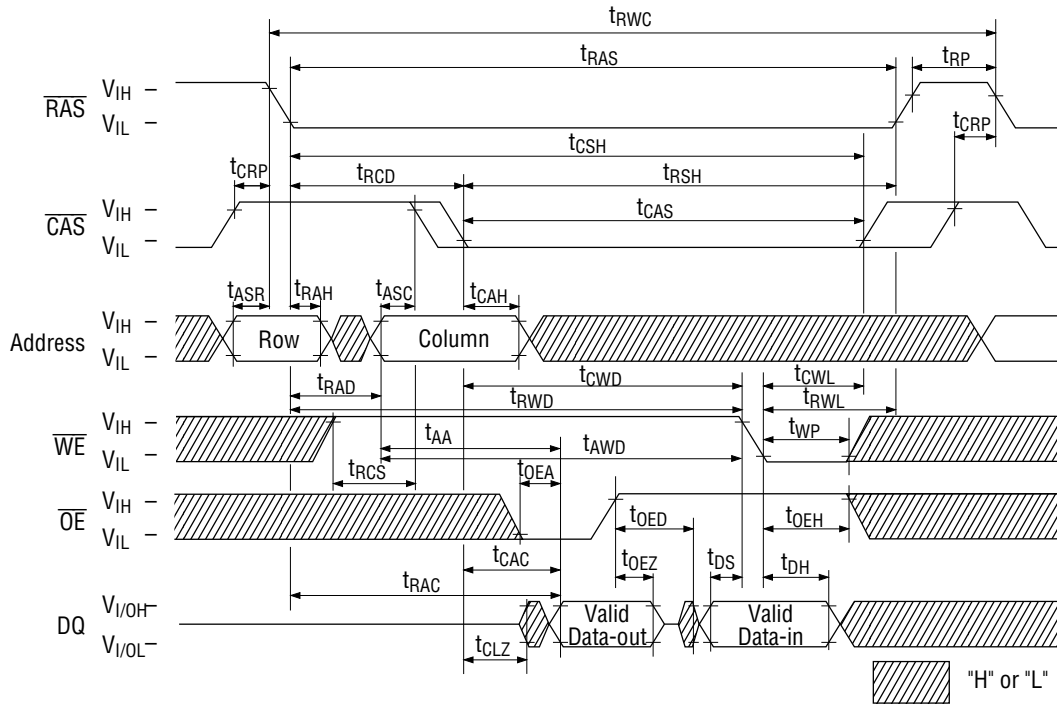 tRWC
tRAS
tRP
RAS
VIH
VIL
tCRP
tCSH
tCRP
tRCD
tRSH
CAS
VIH
VIL
tCAS
tASR
tRAH
tASC
tCAH
Address
VIH
VIL
Row
Column
tRAD
tCWD
tCWL
tRWD
tRWL
WE
VIH
VIL
tAA
tWP
tAWD
tRCS
tOEA
OE
VIH
VIL
tOED
tOEH
tCAC
tOEZ
tDS
tDH
tRAC
DQ
VI/OH
VI/OL
Valid
Data-out
Valid
Data-in
tCLZ
"H" or "L"